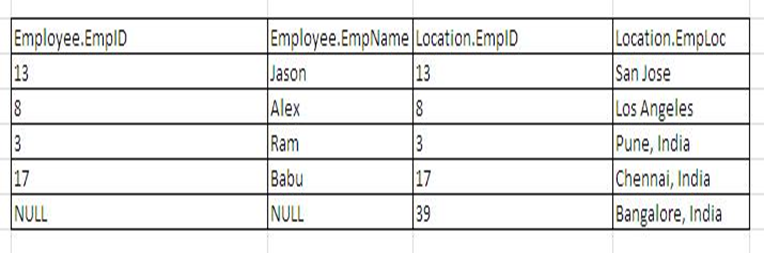 Employee.EmpID Employee.EmpName Location.EmpID Location.EmpLoc
13 Jason 13 San Jose
8 Alex 8 Los Angeles
3 Ram 3 Pune, India
17 Babu 17 Chennai, India
NULL NULL 39 Bangalore, India